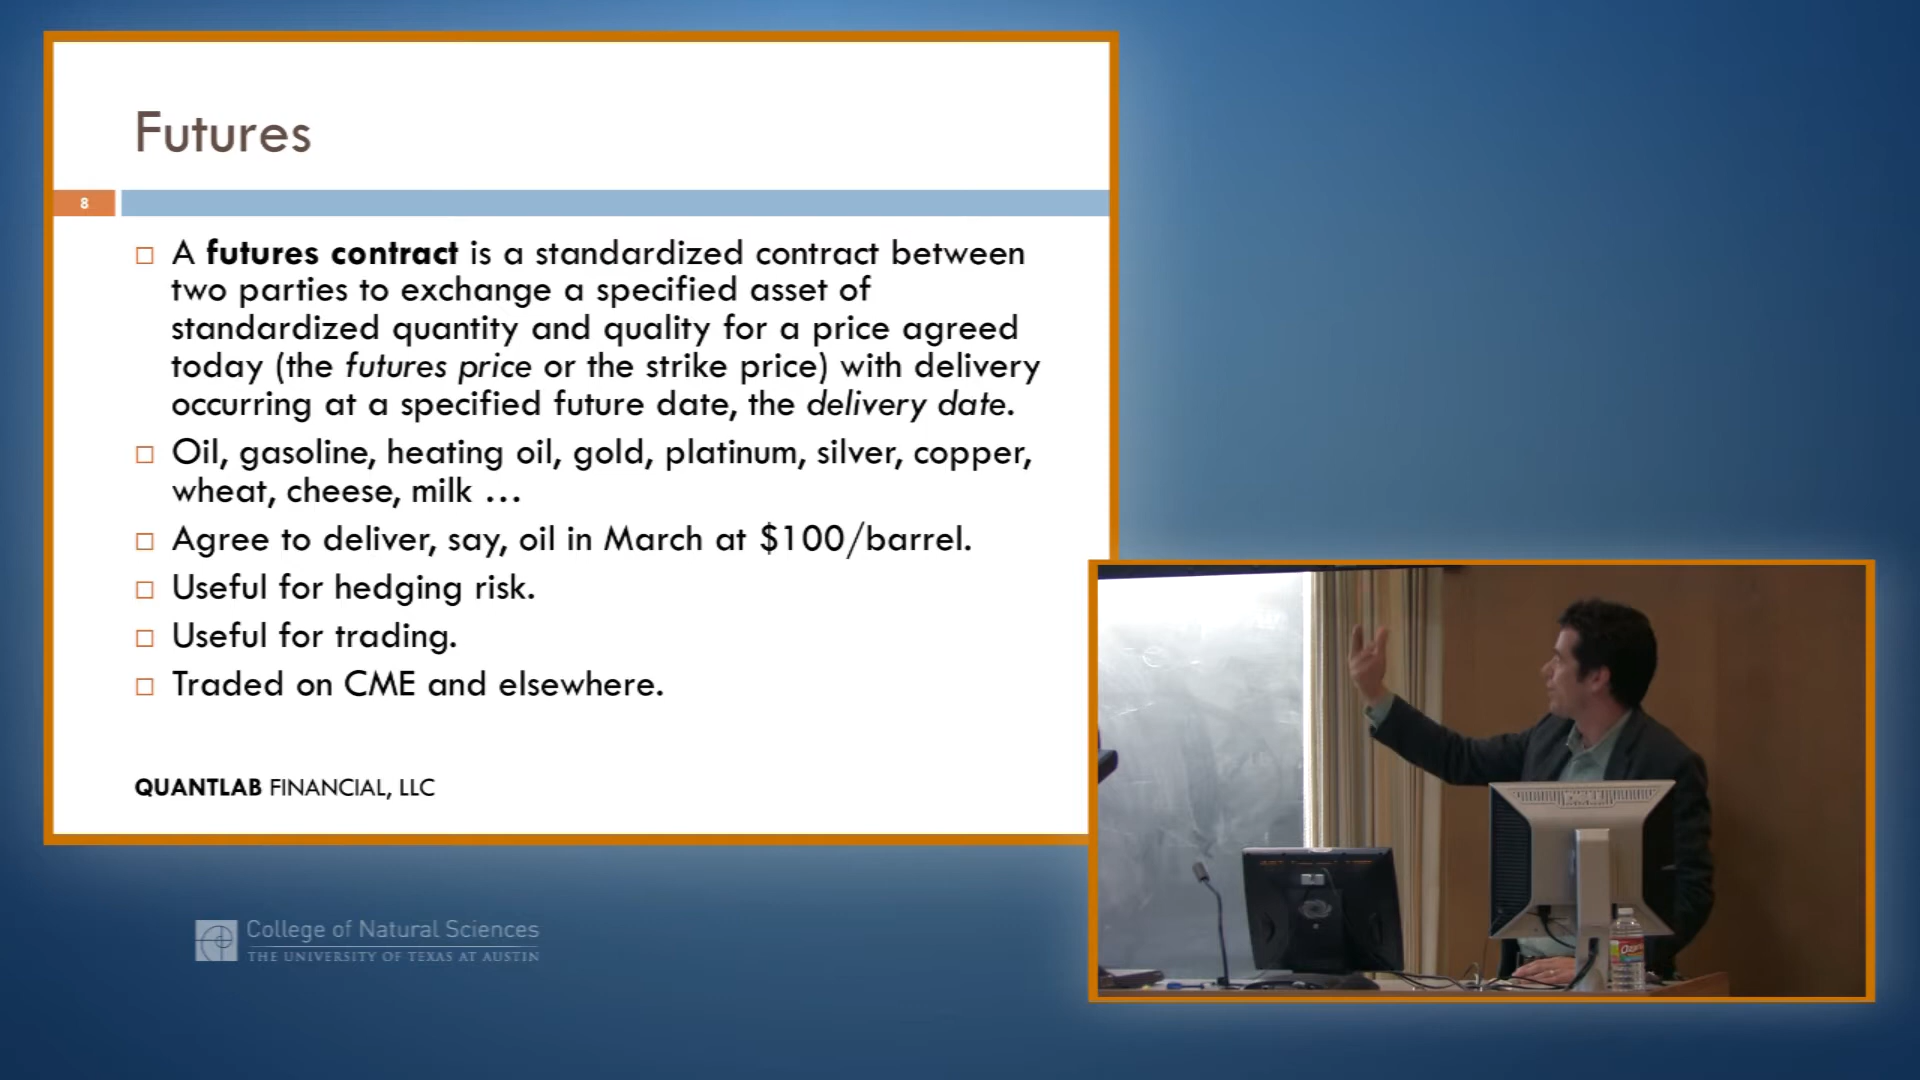 Futures
8
A futures contract is a standardized contract between
two parties to exchange a specified asset of
standardized quantity and quality for a price agreed
today (the futures price or the strike price) with delivery
occurring at a specified future date, the delivery date.
Oil, gasoline, heating oil, gold, platinum, silver, copper,
wheat, cheese, milk …
Agree to deliver, say, oil in March at $100/barrel.
Useful for hedging risk.
Useful for trading.
Traded on CME and elsewhere.
QUANTLAB FINANCIAL, LLC
College of Natural Sciences
THE UNIVERSITY OF TEXAS AT AUSTIN